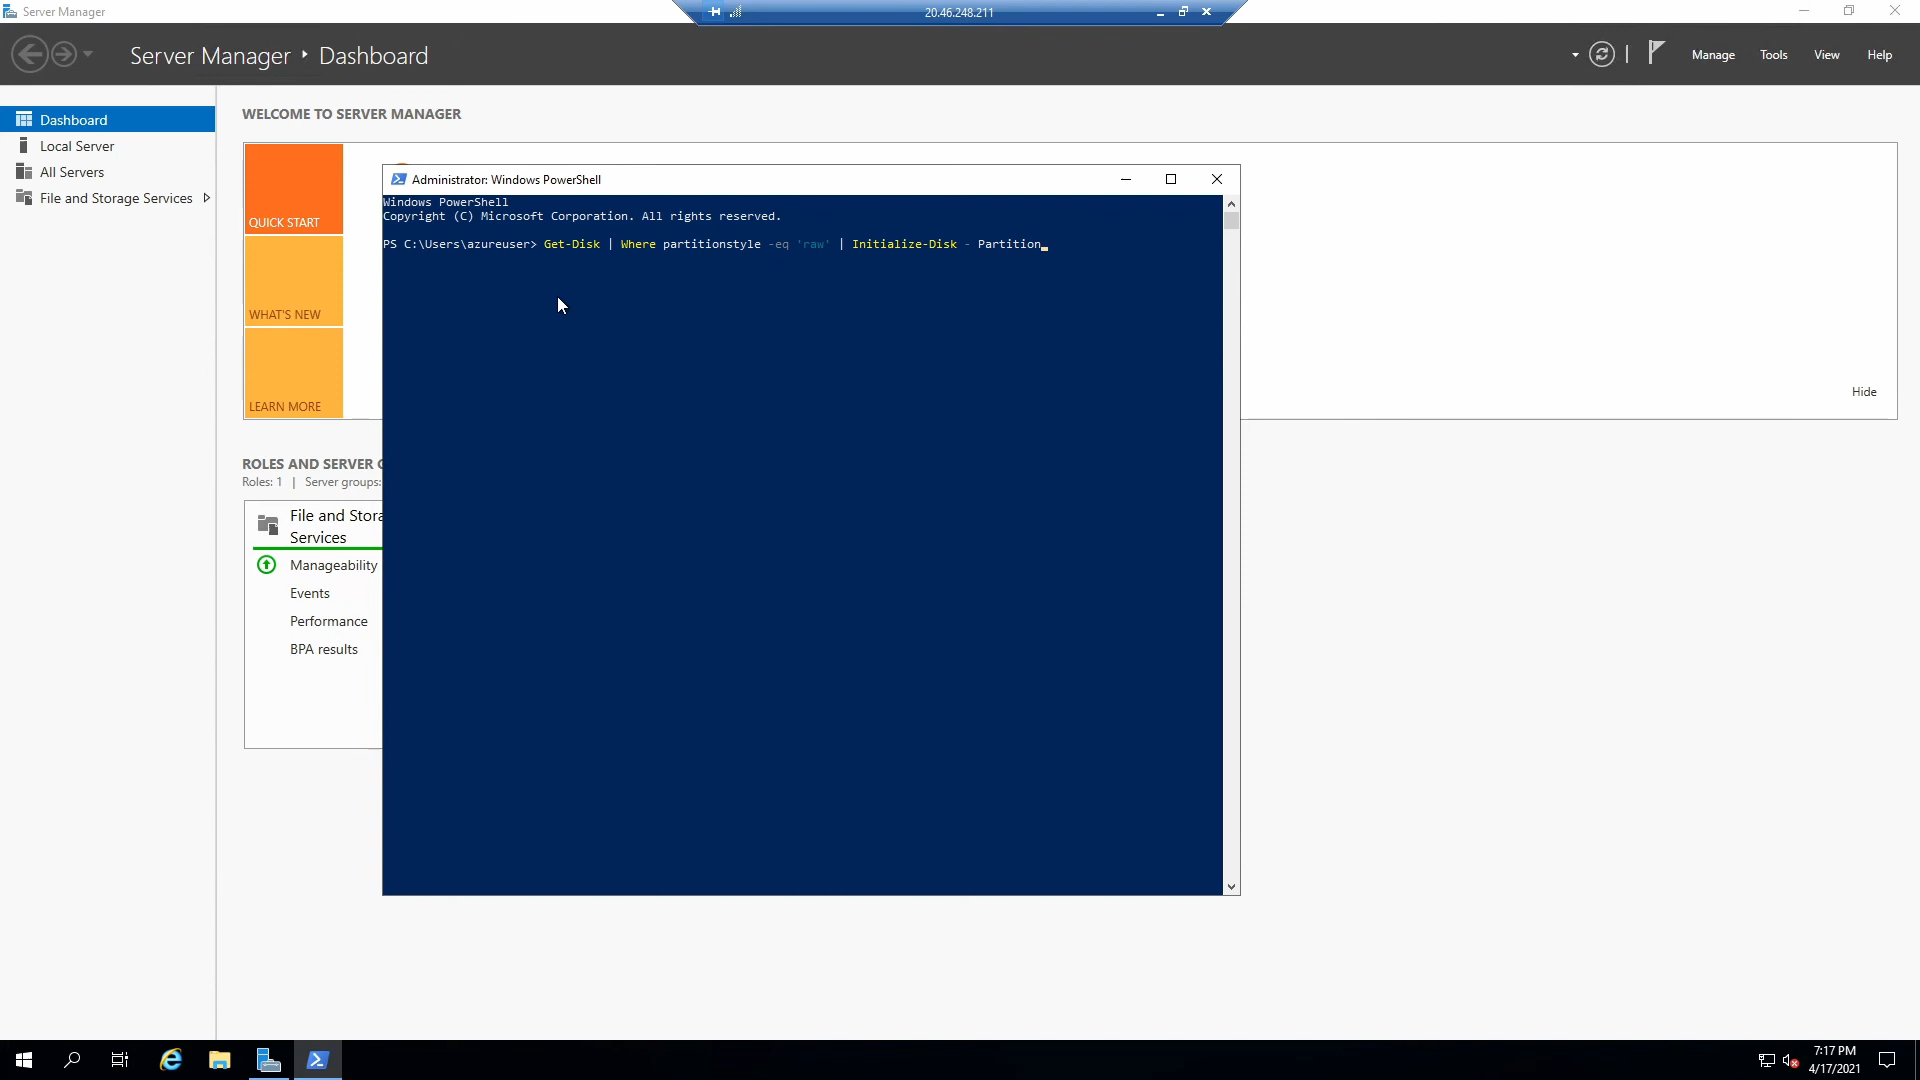 Server Manager
20.46.248.211
Server Manager ‣ Dashboard
Manage Tools View Help
Dashboard
Local Server
All Servers
File and Storage Services
WELCOME TO SERVER MANAGER
QUICK START
WHAT'S NEW
LEARN MORE
Hide
Administrator: Windows PowerShell
Windows PowerShell
Copyright (C) Microsoft Corporation. All rights reserved.
PS C:\Users\azureuser> Get-Disk | Where partitionstyle -eq 'raw' | Initialize-Disk - Partition_
ROLES AND SERVER
Roles: 1 | Server groups:
File and Stora
Services
Manageability
Events
Performance
BPA results
7:17 PM
4/17/2021